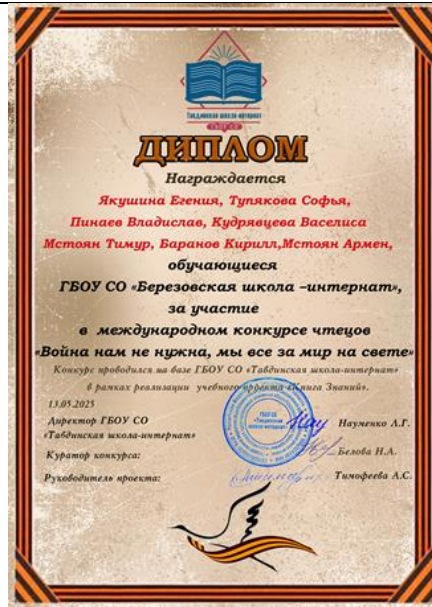 Тавдинская школа-интернат
ДИПЛОМ
Награждается
Якушина Егения, Тупякова Софья,
Пинаев Владислав, Кудрявцева Васелиса
Мстоян Тимур, Баранов Кирилл,Мстоян Армен,
обучающиеся
ГБОУ СО «Березовская школа –интернат»,
за участие
в международном конкурсе чтецов
«Война нам не нужна, мы все за мир на свете»
Конкурс проводился на базе ГБОУ СО «Тавдинская школа-интернат»
в рамках реализации учебного проекта «Книга Знаний».
13.05.2025
Директор ГБОУ СО
«Тавдинская школа-интернат»
Науменко Л.Г.
Куратор конкурса:
Белова Н.А.
Руководитель проекта:
Тимофеева А.С.